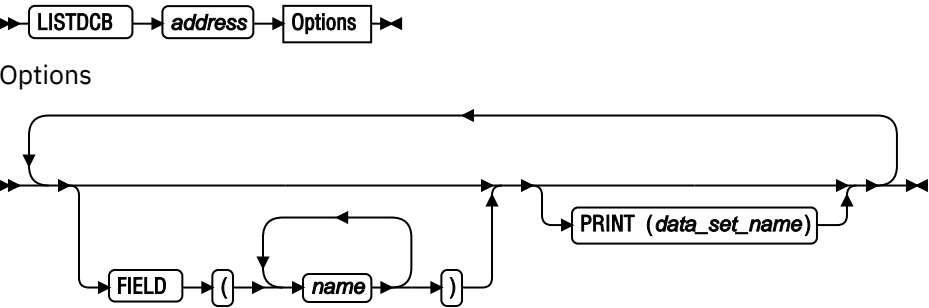 LISTDCB address Options
Options
PRINT (data_set_name)
FIELD ( name )